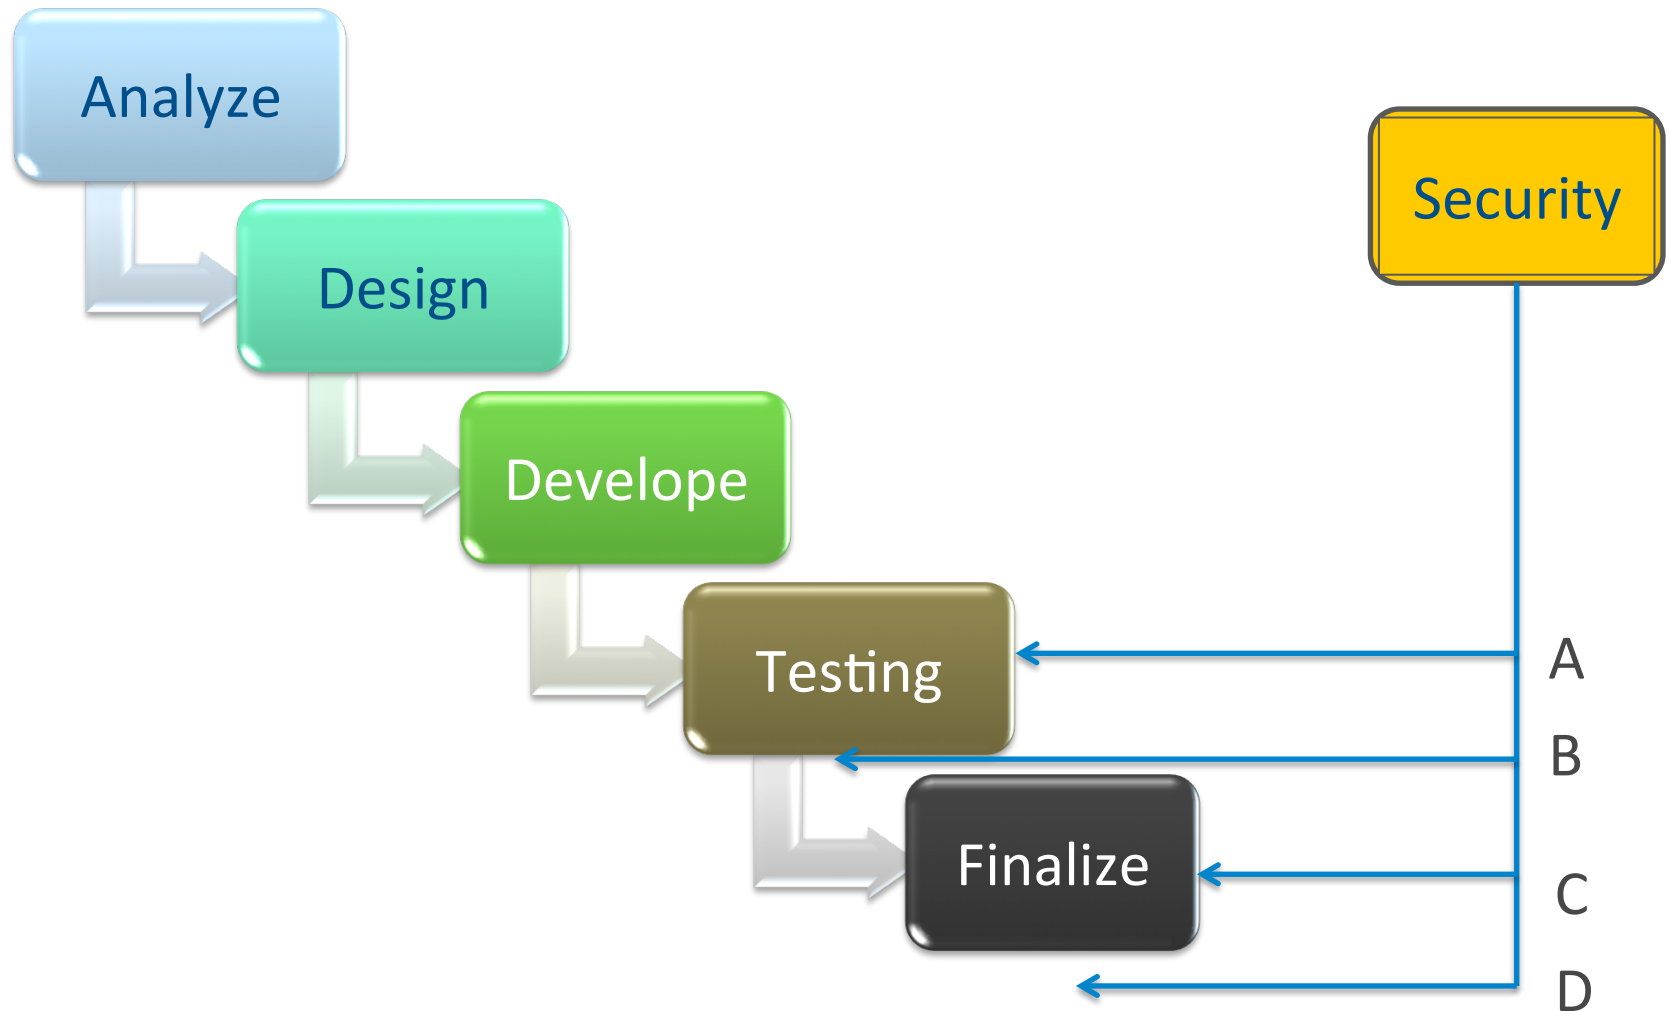 Analyze
Security
Design
Develope
Testing
A
B
Finalize
C
D